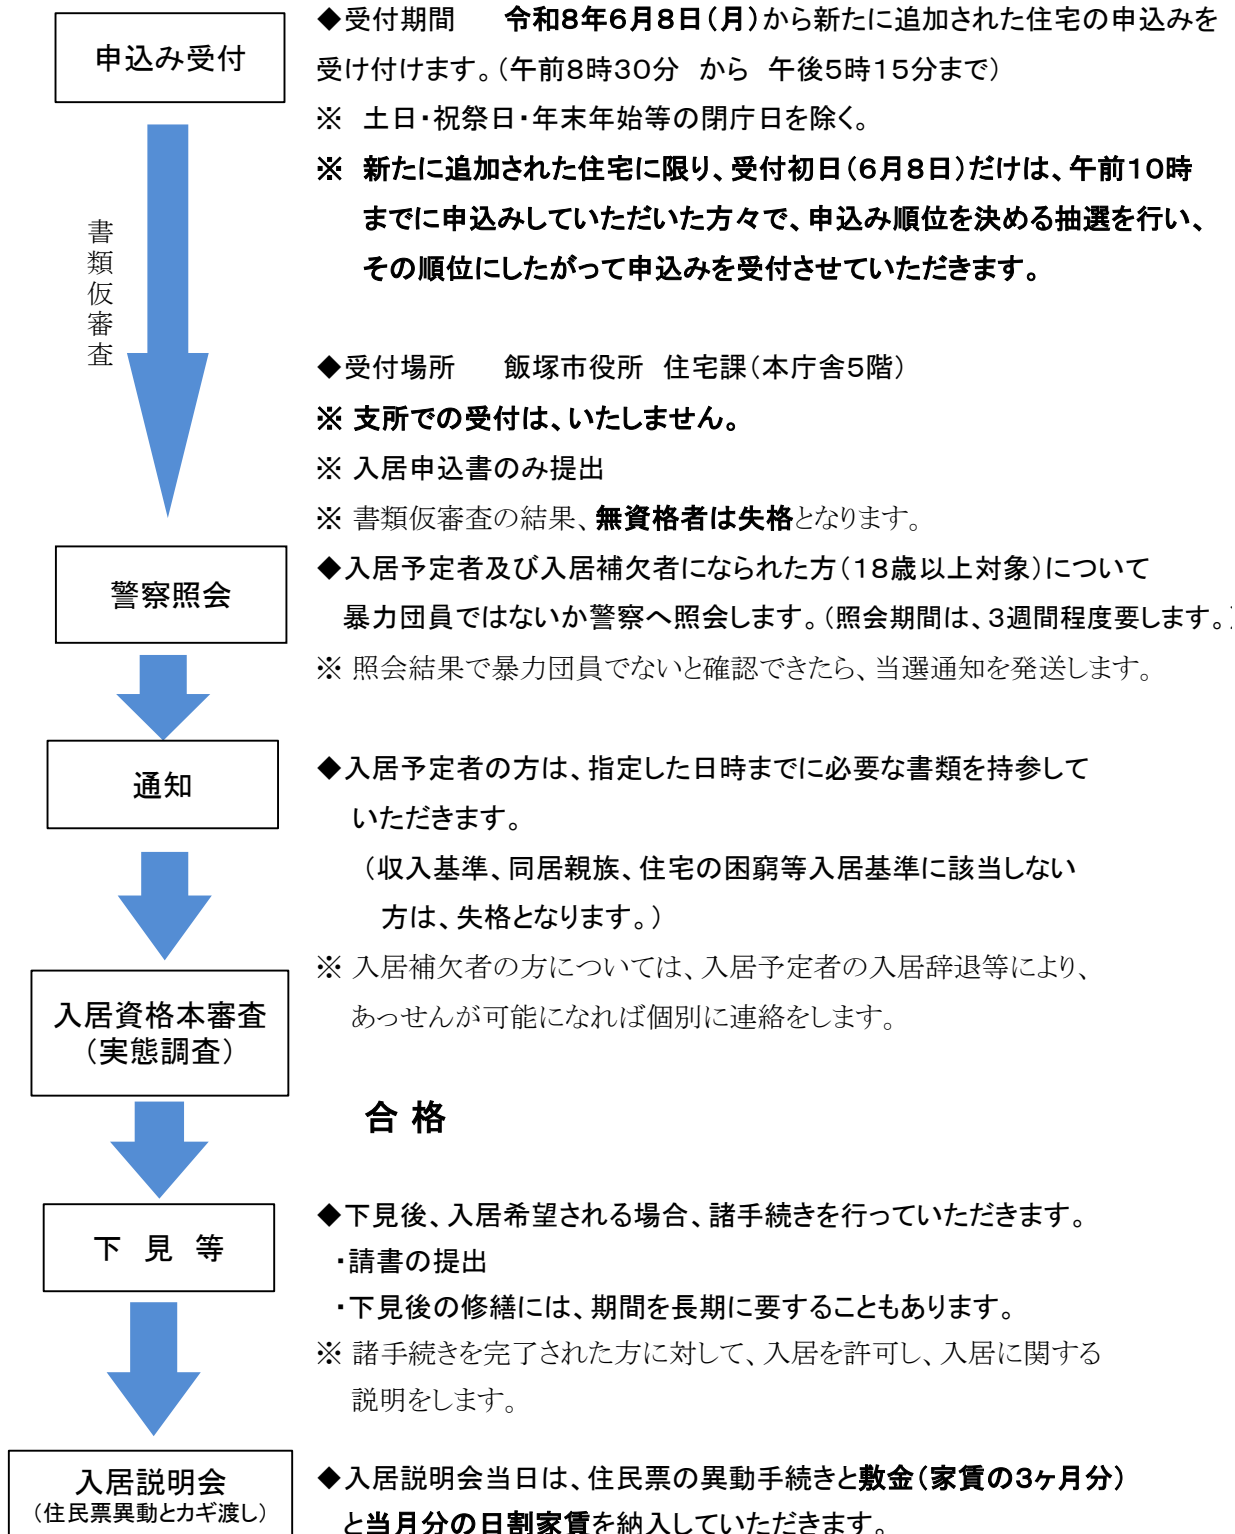 申込み受付
◆受付期間　　令和8年6月8日（月）から新たに追加された住宅の申込みを
受け付けます。（午前8時30分　から　午後5時15分まで）
※　土日・祝祭日・年末年始等の閉庁日を除く。
※　新たに追加された住宅に限り、受付初日（6月8日）だけは、午前10時
までに申込みしていただいた方々で、申込み順位を決める抽選を行い、
その順位にしたがって申込みを受付させていただきます。
書類仮審査
◆受付場所　　飯塚市役所　住宅課（本庁舎5階）
※ 支所での受付は、いたしません。
※ 入居申込書のみ提出
※ 書類仮審査の結果、無資格者は失格となります。
警察照会
◆入居予定者及び入居補欠者になられた方（18歳以上対象）について
暴力団員ではないか警察へ照会します。（照会期間は、3週間程度要します。）
※ 照会結果で暴力団員でないと確認できたら、当選通知を発送します。
通知
◆入居予定者の方は、指定した日時までに必要な書類を持参して
いただきます。
（収入基準、同居親族、住宅の困窮等入居基準に該当しない
方は、失格となります。）
※ 入居補欠者の方については、入居予定者の入居辞退等により、
あっせんが可能になれば個別に連絡をします。
入居資格本審査
（実態調査）
合 格
下　見　等
◆下見後、入居希望される場合、諸手続きを行っていただきます。
・請書の提出
・下見後の修繕には、期間を長期に要することもあります。
※ 諸手続きを完了された方に対して、入居を許可し、入居に関する
説明をします。
入居説明会
（住民票異動とカギ渡し）
◆入居説明会当日は、住民票の異動手続きと敷金（家賃の3ヶ月分）
と当月分の日割家賃を納入していただきます。